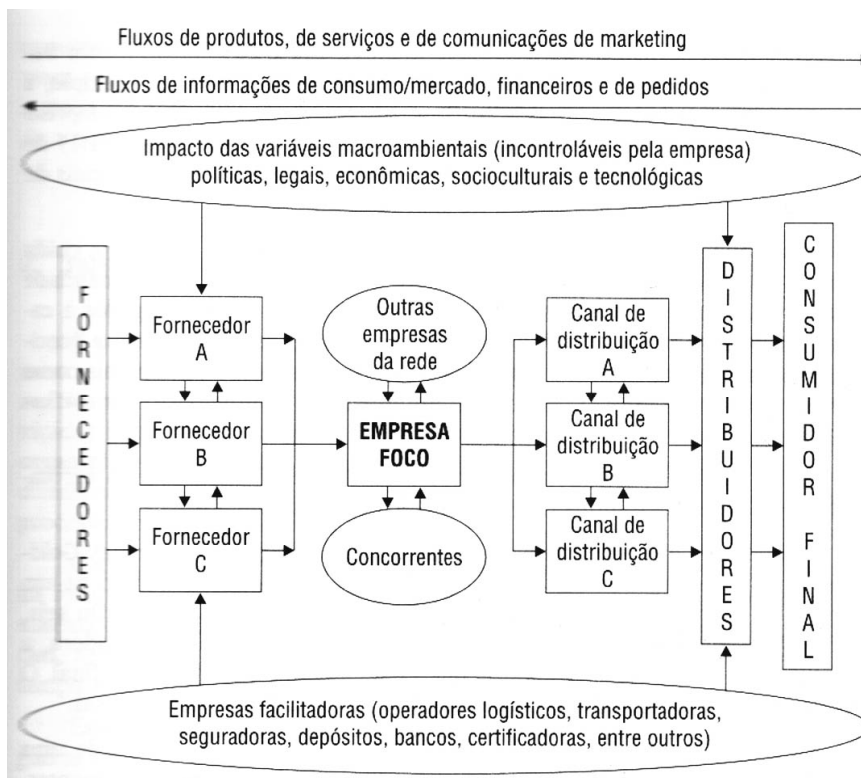 Fluxos de produtos, de serviços e de comunicações de marketing
Fluxos de informações de consumo/mercado, financeiros e de pedidos
Impacto das variáveis macroambientais (incontroláveis pela empresa)
políticas, legais, econômicas, socioculturais e tecnológicas
FORNECEDORES
Fornecedor
A
Fornecedor
B
Fornecedor
C
Outras
empresas
da rede
EMPRESA
FOCO
Concorrentes
Canal de
distribuição
A
Canal de
distribuição
B
Canal de
distribuição
C
DISTRIBUIDORES
CONSUMIDOR FINAL
Empresas facilitadoras (operadores logísticos, transportadoras,
seguradoras, depósitos, bancos, certificadoras, entre outros)